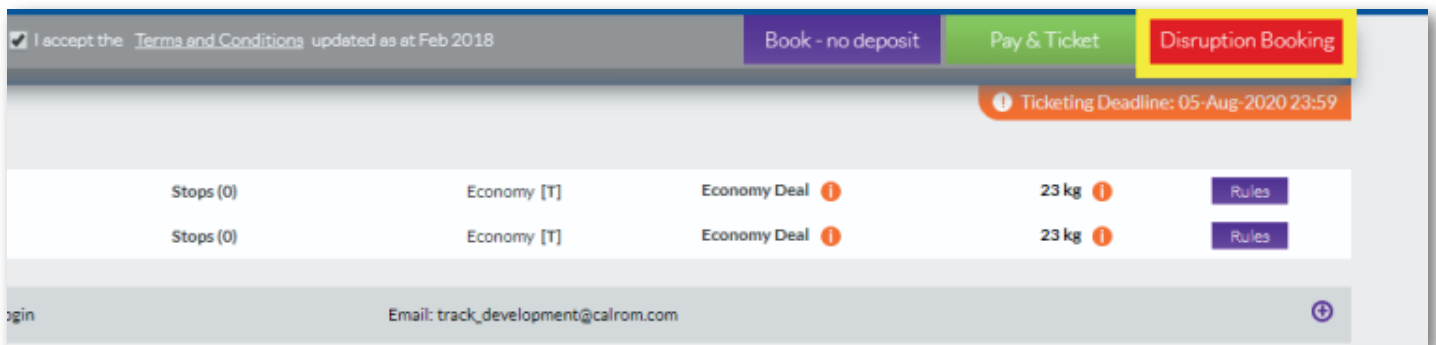 I accept the Terms and Conditions updated as at Feb 2018 Book - no deposit Pay & Ticket Disruption Booking
Ticketing Deadline: 05-Aug-2020 23:59
Stops (0) Economy [T] Economy Deal 23 kg Rules
Stops (0) Economy [T] Economy Deal 23 kg Rules
ogin Email: track_development@calrom.com